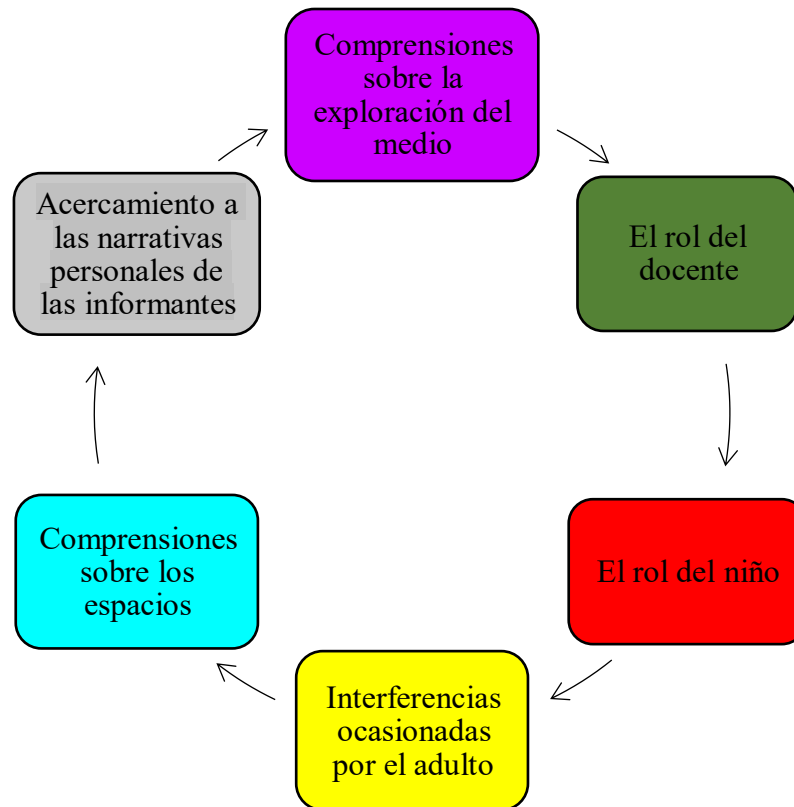 Comprensiones
sobre la
exploración del
medio
El rol del
docente
El rol del niño
Interferencias
ocasionadas
por el adulto
Comprensiones
sobre los
espacios
Acercamiento a
las narrativas
personales de
las informantes